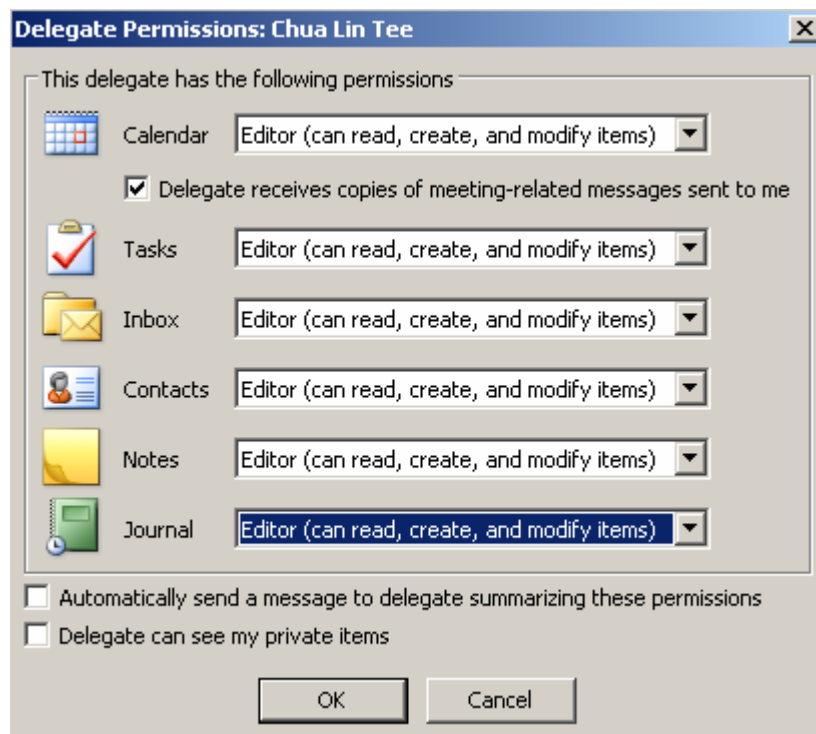 Delegate Permissions: Chua Lin Tee
This delegate has the following permissions
Calendar Editor (can read, create, and modify items)
Delegate receives copies of meeting-related messages sent to me
Tasks Editor (can read, create, and modify items)
Inbox Editor (can read, create, and modify items)
Contacts Editor (can read, create, and modify items)
Notes Editor (can read, create, and modify items)
Journal Editor (can read, create, and modify items)
Automatically send a message to delegate summarizing these permissions
Delegate can see my private items
OK Cancel